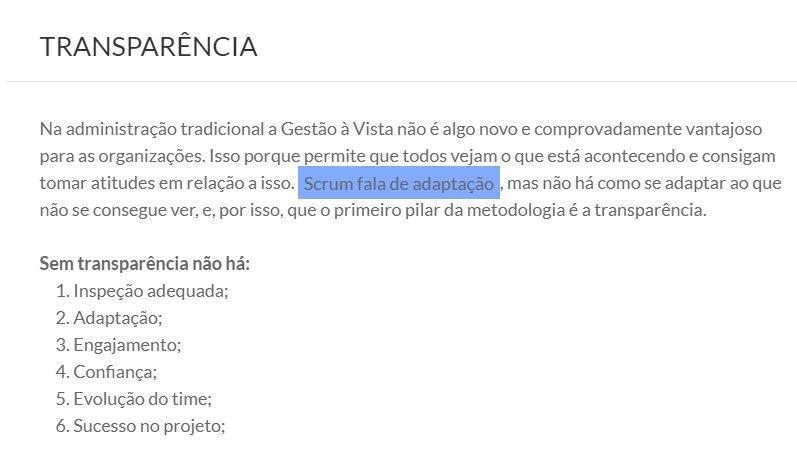 TRANSPARÊNCIA
Na administração tradicional a Gestão à Vista não é algo novo e comprovadamente vantajoso
para as organizações. Isso porque permite que todos vejam o que está acontecendo e consigam
tomar atitudes em relação a isso. Scrum fala de adaptação, mas não há como se adaptar ao que
não se consegue ver, e, por isso, que o primeiro pilar da metodologia é a transparência.
Sem transparência não há:
1. Inspeção adequada;
2. Adaptação;
3. Engajamento;
4. Confiança;
5. Evolução do time;
6. Sucesso no projeto;